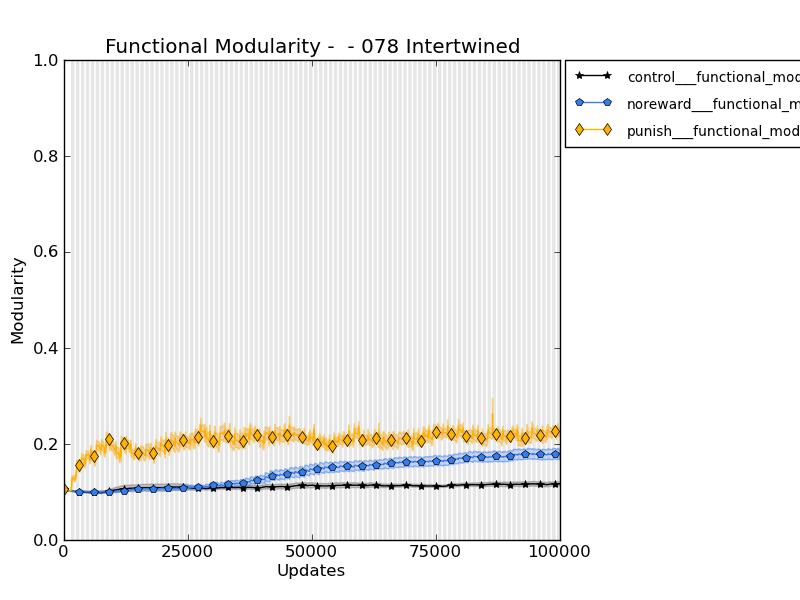 Functional Modularity -  - 078 Intertwined
1.0
0.8
0.6
0.4
0.2
0.0
Modularity
0 25000 50000 75000 100000
Updates
control___functional_mod
noreward___functional_m
punish___functional_mod